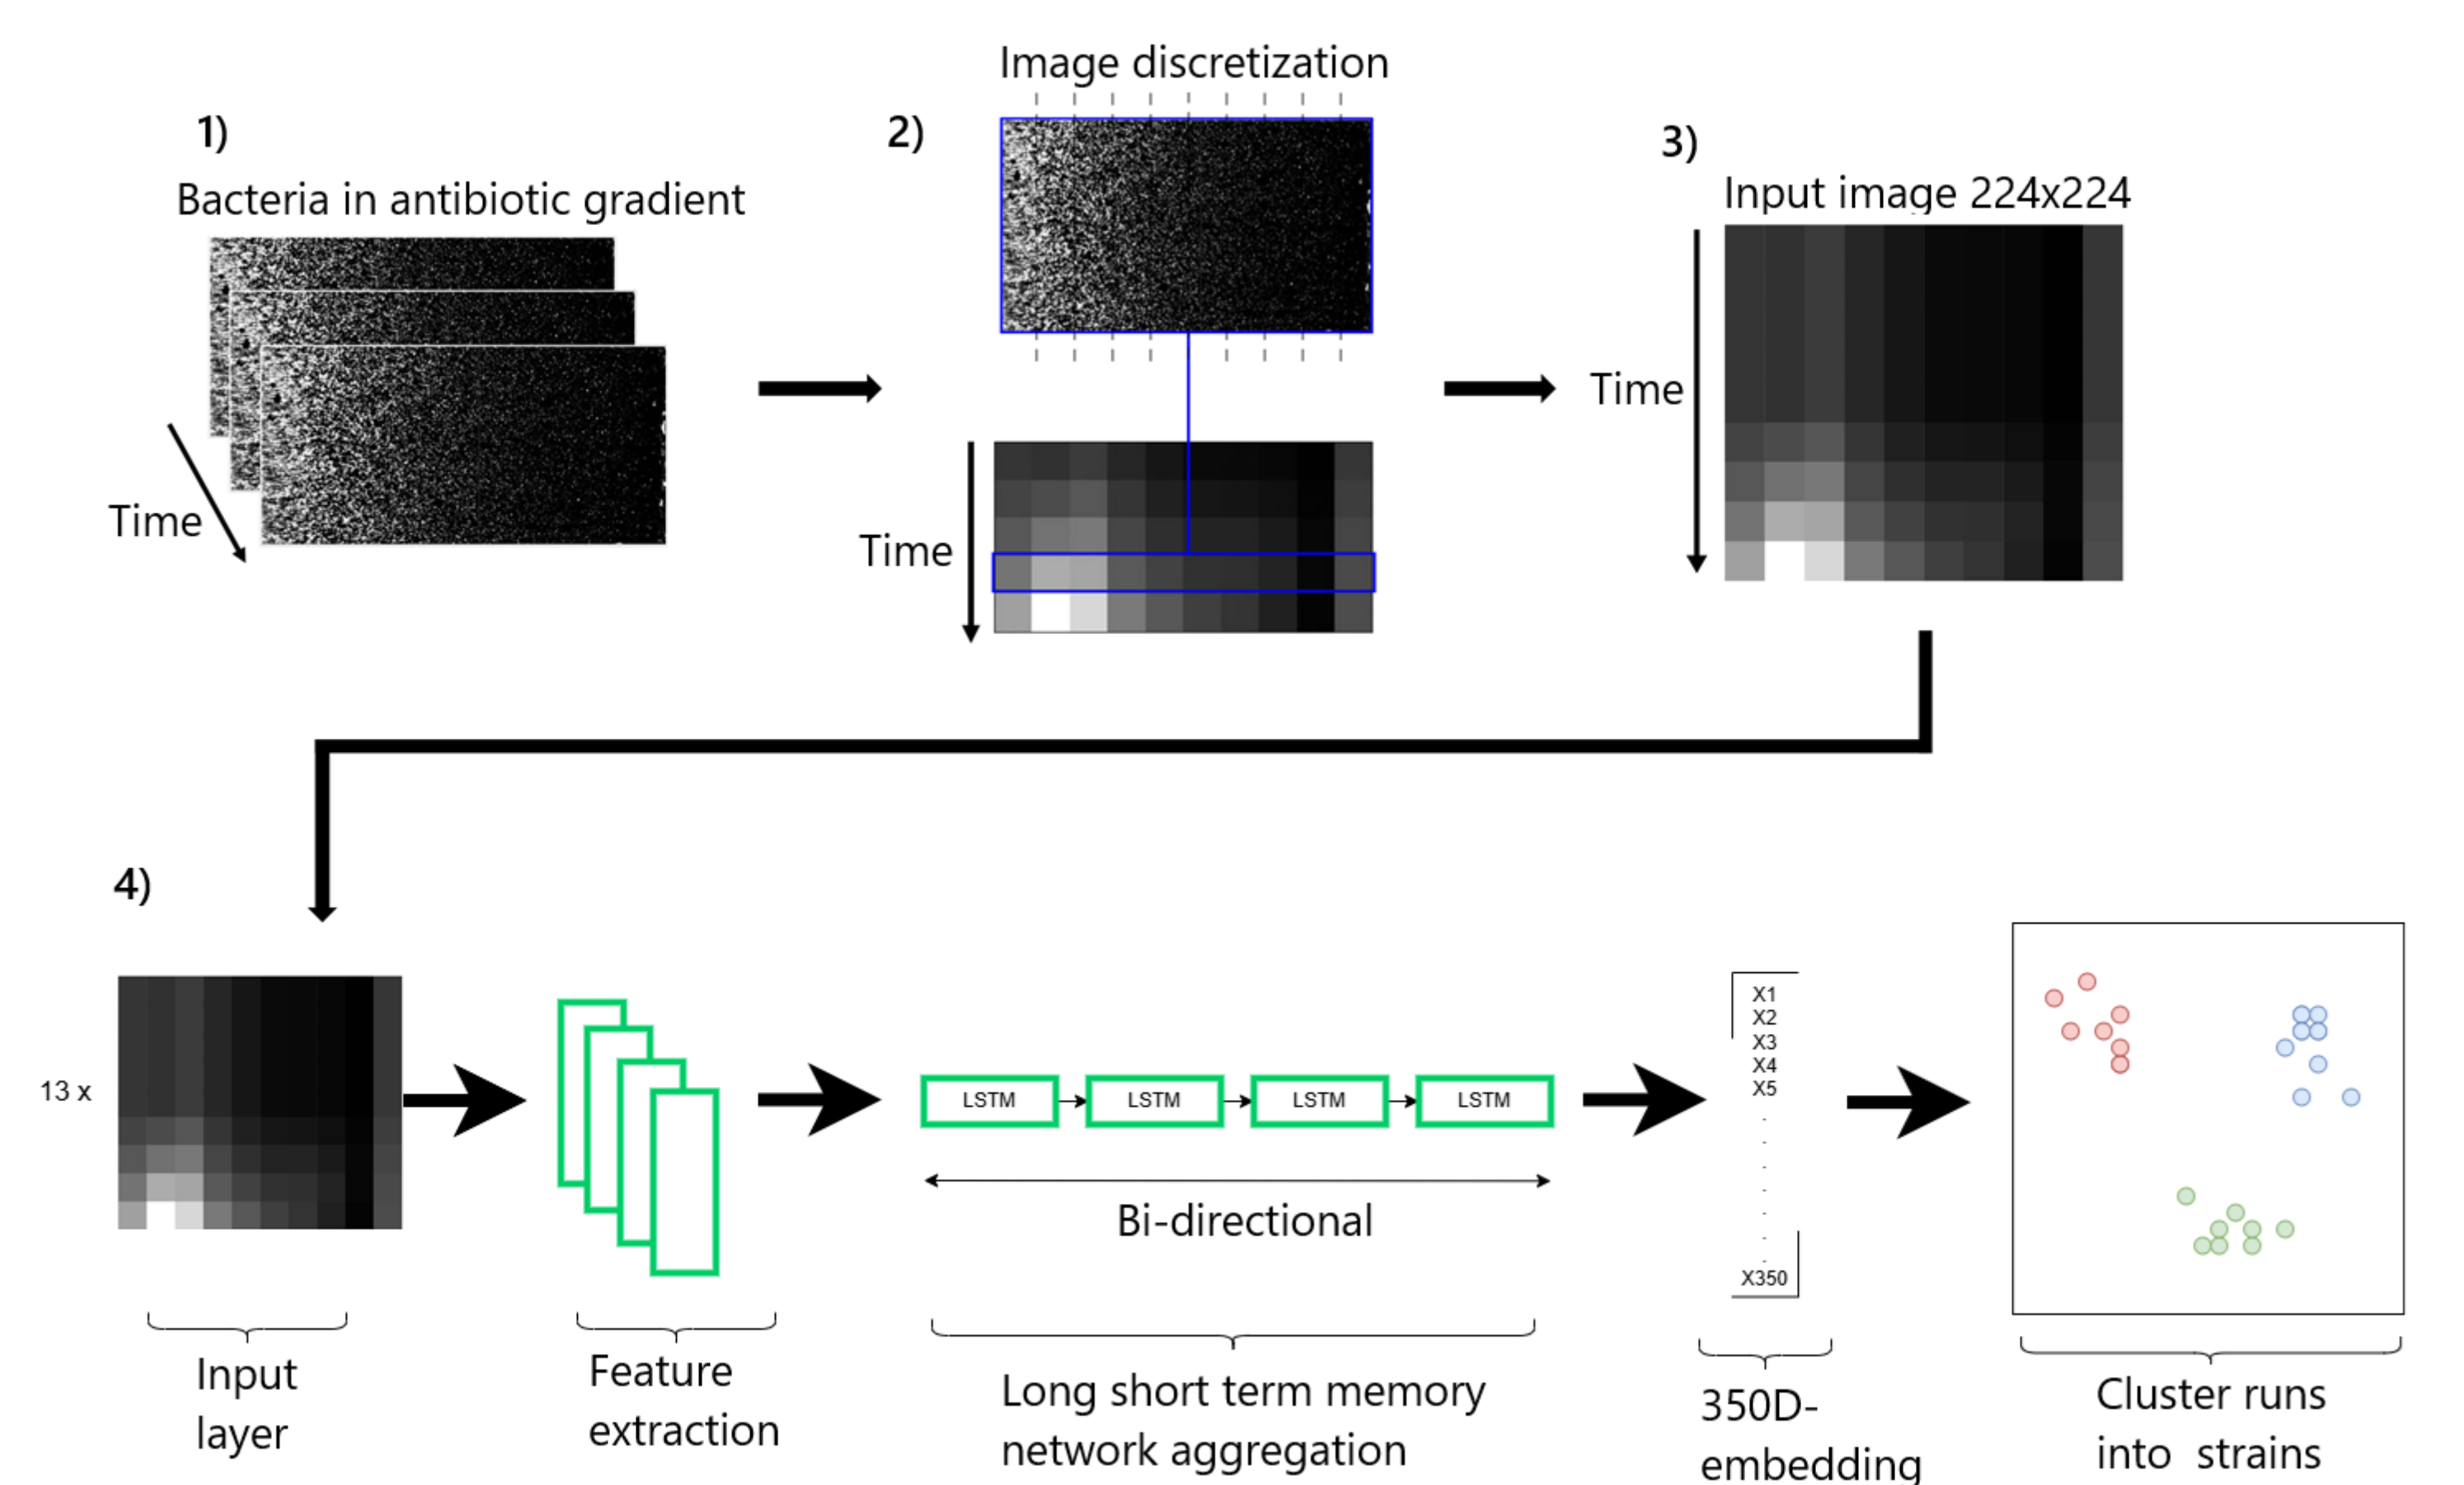 1)
Bacteria in antibiotic gradient
Time
2)
Image discretization
Time
3)
Input image 224x224
Time
4)
13 x
Input
layer
Feature
extraction
LSTM
LSTM
LSTM
LSTM
Bi-directional
Long short term memory
network aggregation
X1
X2
X3
X4
X5
X350
350D-
embedding
Cluster runs
into strains